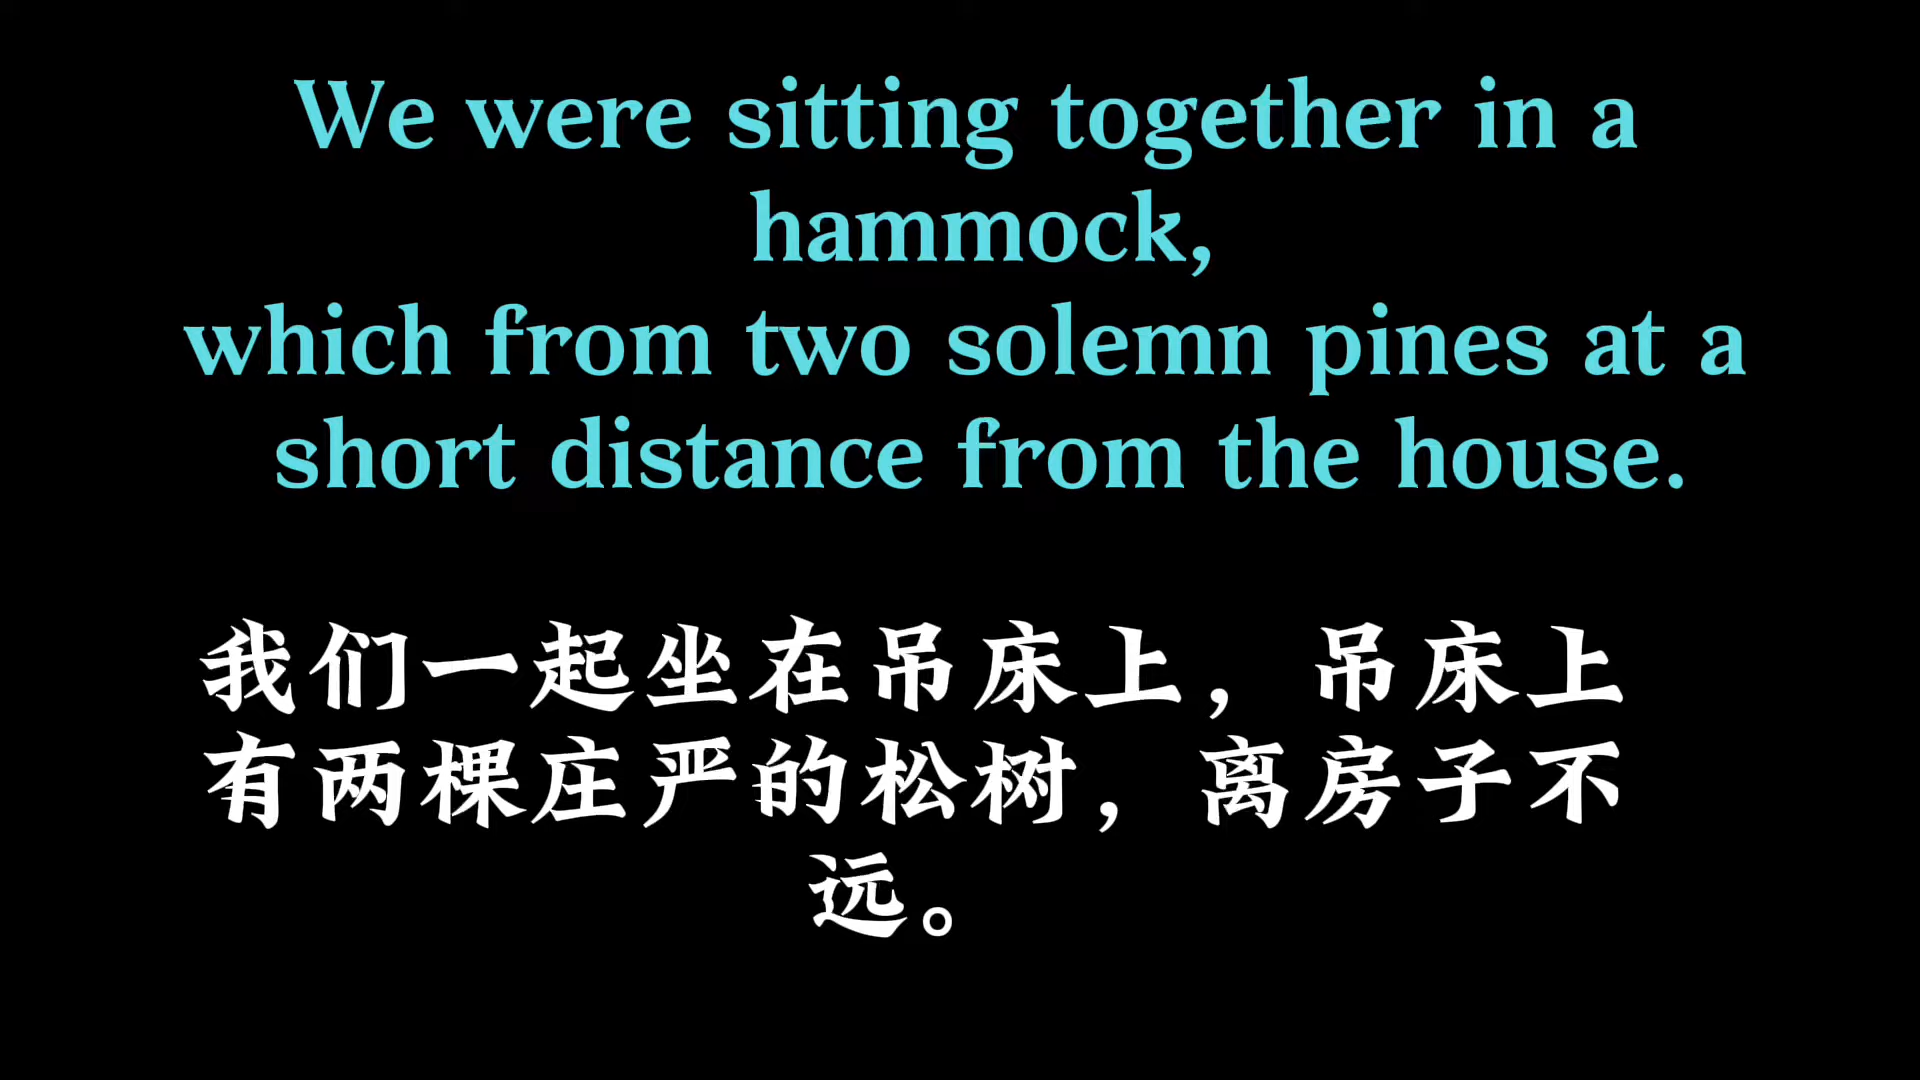 We were sitting together in a
hammock,
which from two solemn pines at a
short distance from the house.
我们一起坐在吊床上，吊床上
有两棵庄严的松树，离房子不
远。